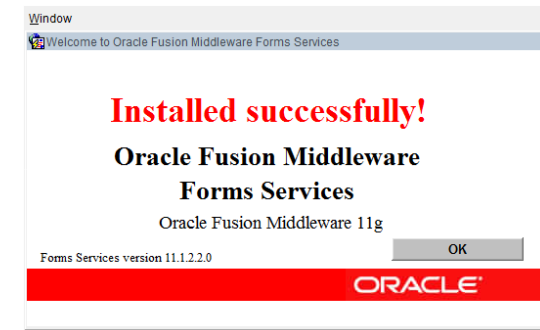 Window
Welcome to Oracle Fusion Middleware Forms Services
Installed successfully!
Oracle Fusion Middleware
Forms Services
Oracle Fusion Middleware 11g
OK
Forms Services version 11.1.2.2.0
ORACLE